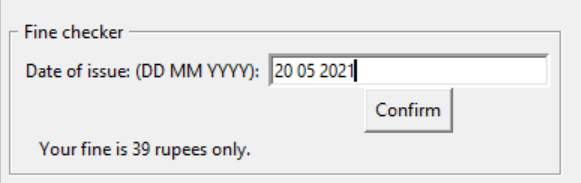 Fine checker
Date of issue: (DD MM YYYY): 20 05 2021
Confirm
Your fine is 39 rupees only.